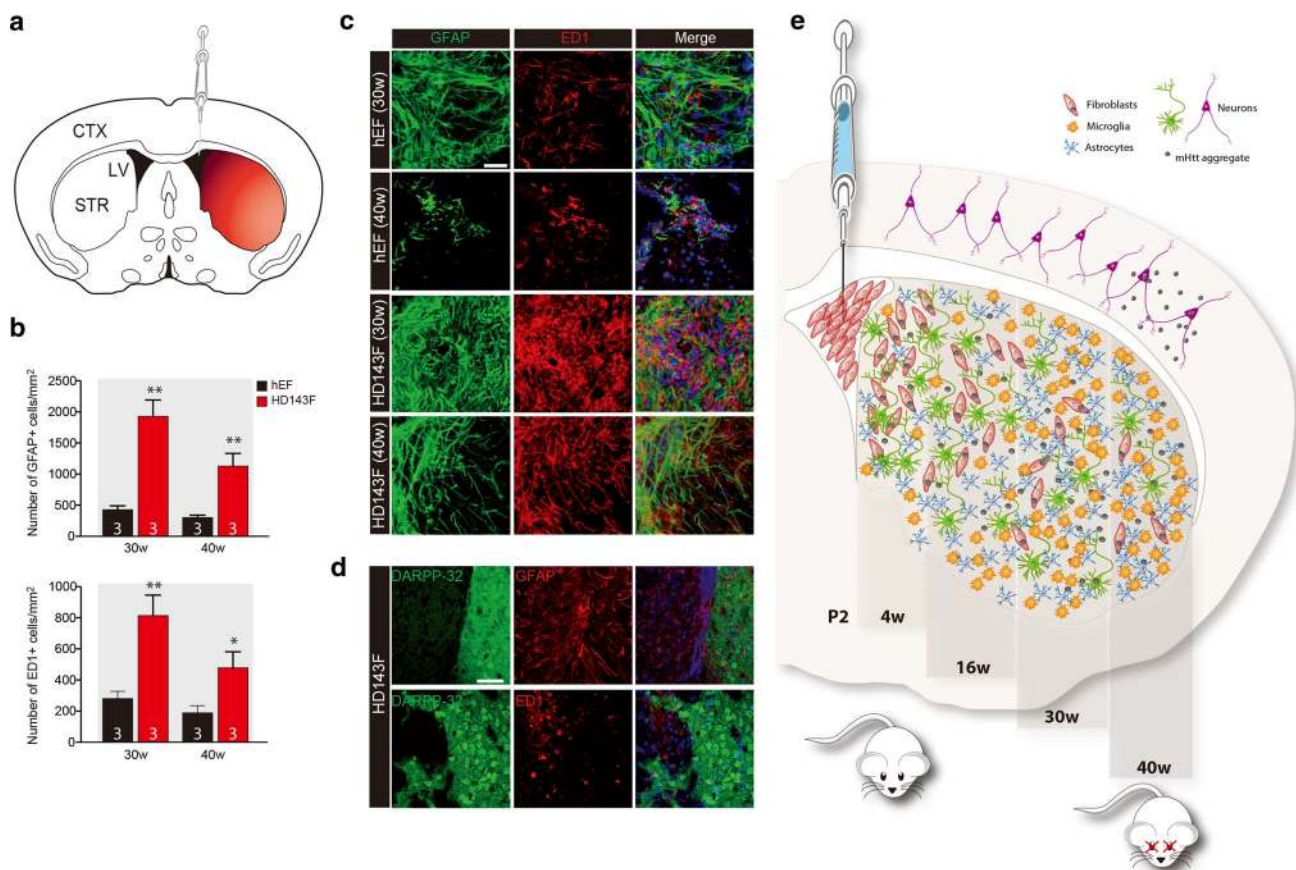 a
CTX
LV
STR
b
hEF
HD143F
Number of GFAP+ cells/mm²
2500
2000
1500
1000
500
0
**
**
3
3
3
3
30w
40w
Number of ED1+ cells/mm²
1000
800
600
400
200
0
**
*
3
3
3
3
30w
40w
c
GFAP
ED1
Merge
hEF (30w)
hEF (40w)
HD143F (30w)
HD143F (40w)
d
HD143F
DARPP-32
GFAP
DARPP-32
ED1
e
Fibroblasts
Microglia
Astrocytes
Neurons
mHtt aggregate
P2
4w
16w
30w
40w